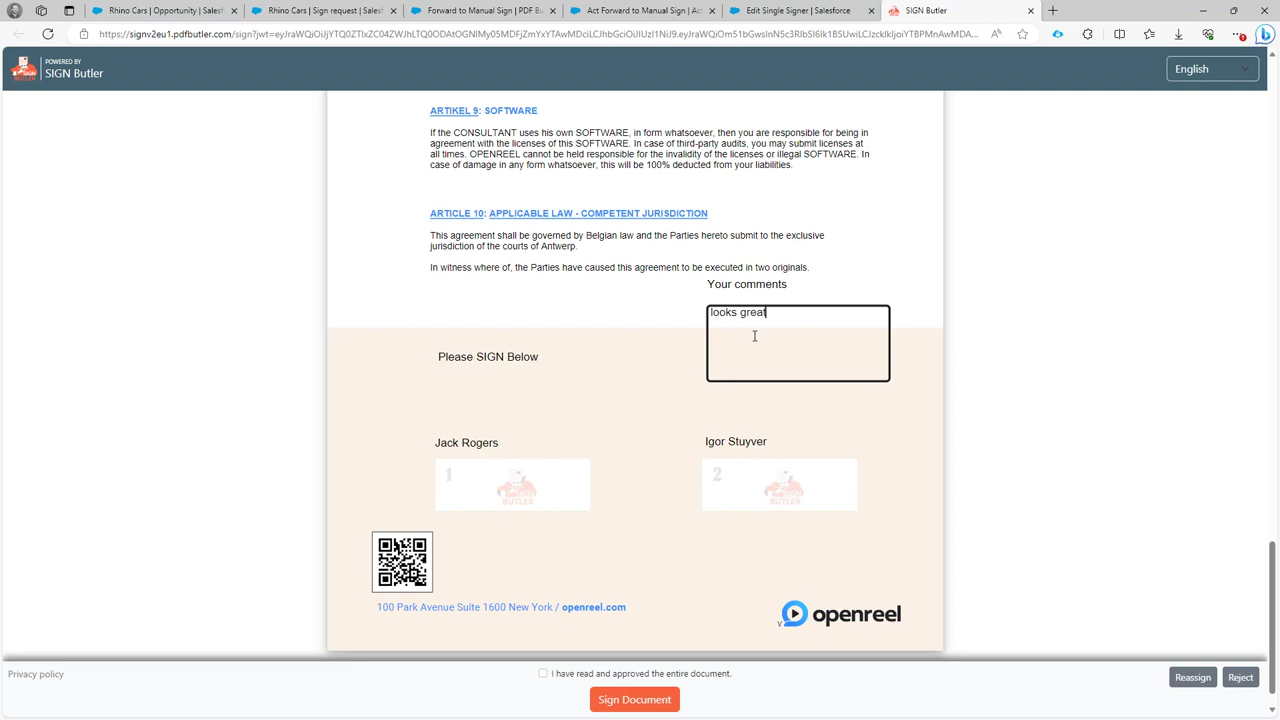 Rhino Cars | Opportunity | Salesf
Rhino Cars | Sign request | Salesf
Forward to Manual Sign | PDF Bu
Act Forward to Manual Sign | Ac
Edit Single Signer | Salesforce
SIGN Butler
POWERED BY
SIGN Butler
English
ARTIKEL 9: SOFTWARE
If the CONSULTANT uses his own SOFTWARE, in form whatsoever, then you are responsible for being in
agreement with the licenses of this SOFTWARE. In case of third-party audits, you may submit licenses at
all times. OPENREEL cannot be held responsible for the invalidity of the licenses or illegal SOFTWARE. In
case of damage in any form whatsoever, this will be 100% deducted from your liabilities.
ARTICLE 10: APPLICABLE LAW - COMPETENT JURISDICTION
This agreement shall be governed by Belgian law and the Parties hereto submit to the exclusive
jurisdiction of the courts of Antwerp.
In witness where of, the Parties have caused this agreement to be executed in two originals.
Your comments
looks great
Please SIGN Below
Jack Rogers
Igor Stuyver
1
SIGN
BUTLER
2
SIGN
BUTLER
100 Park Avenue Suite 1600 New York / openreel.com
v
openreel
Privacy policy
I have read and approved the entire document.
Sign Document
Reassign
Reject